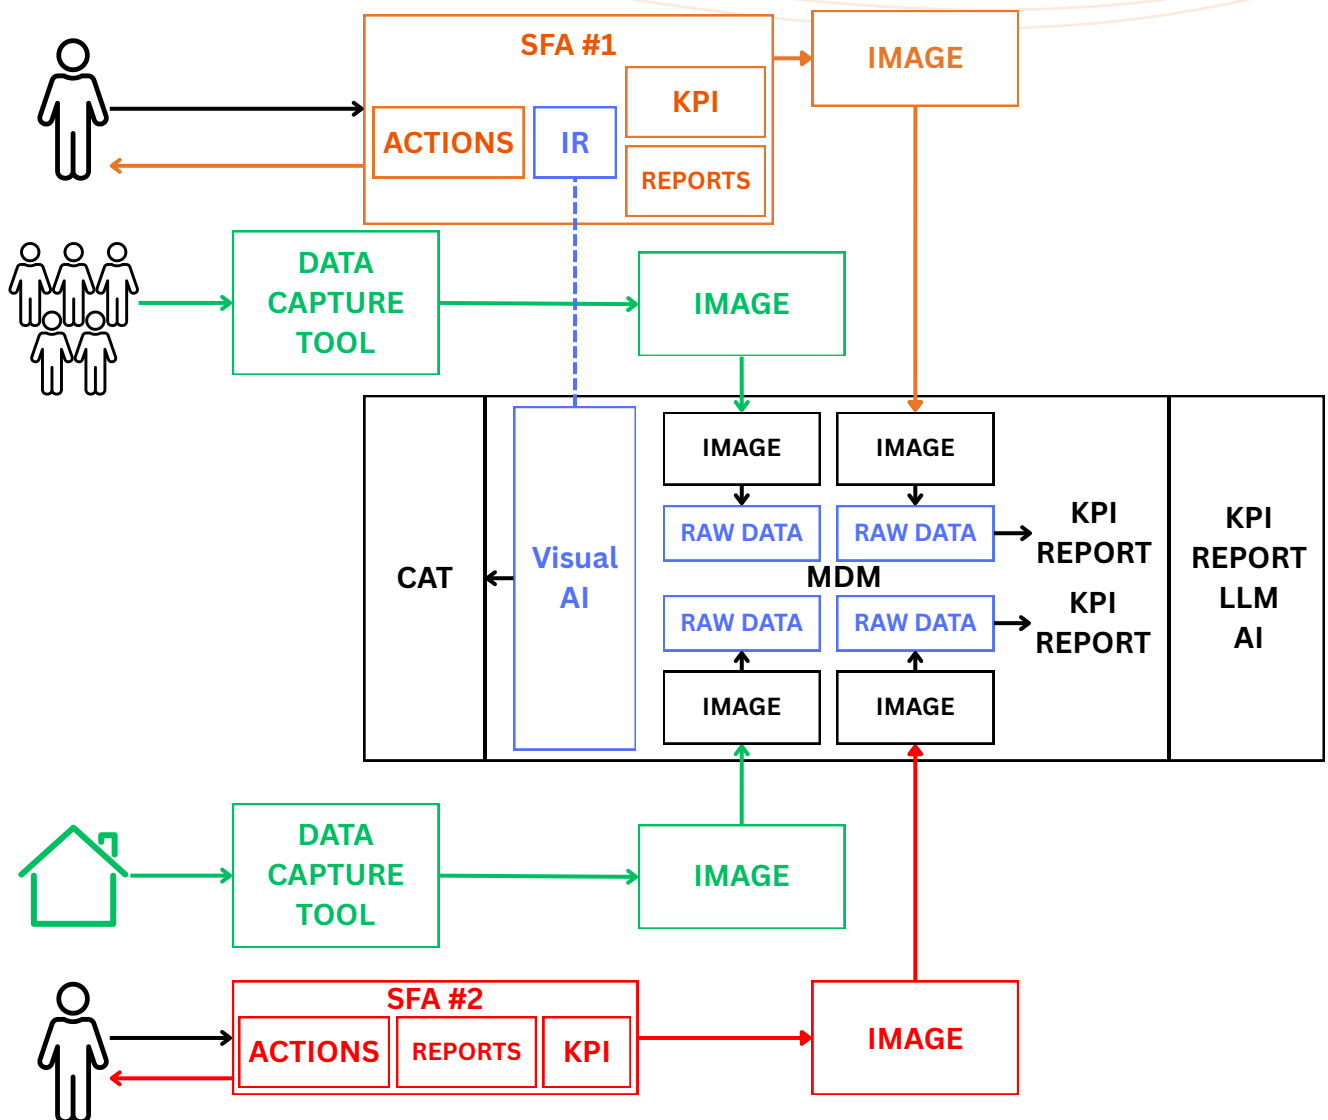 SFA #1
IMAGE
KPI
ACTIONS
IR
REPORTS
DATA
CAPTURE
TOOL
IMAGE
IMAGE
IMAGE
RAW DATA
RAW DATA
KPI
REPORT
CAT
Visual
AI
MDM
RAW DATA
RAW DATA
KPI
REPORT
IMAGE
IMAGE
KPI
REPORT
LLM
AI
DATA
CAPTURE
TOOL
IMAGE
SFA #2
ACTIONS
REPORTS
KPI
IMAGE